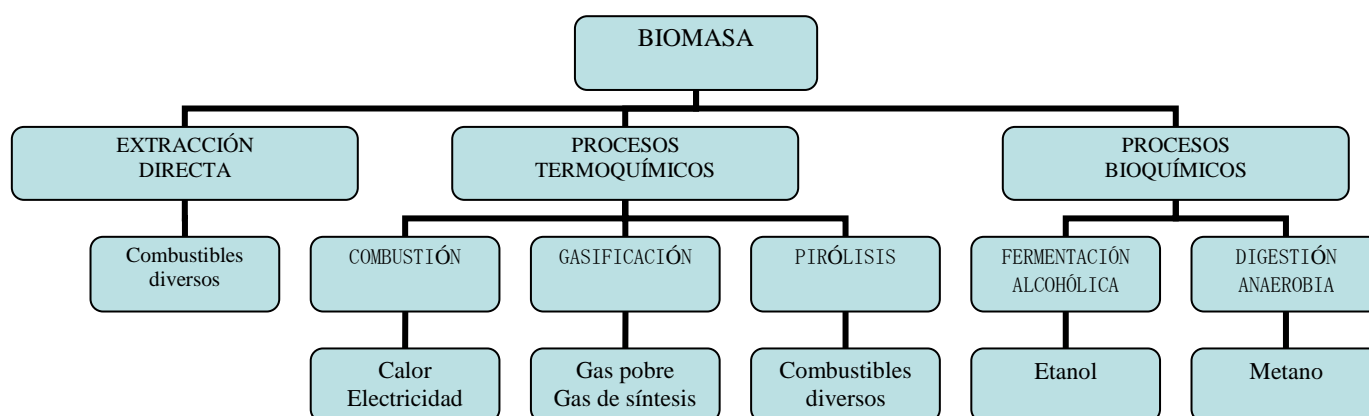 BIOMASA
EXTRACCIÓN
DIRECTA
PROCESOS
TERMOQUÍMICOS
PROCESOS
BIOQUÍMICOS
Combustibles
diversos
COMBUSTIÓN
GASIFICACIÓN
PIRÓLISIS
FERMENTACIÓN
ALCOHÓLICA
DIGESTIÓN
ANAEROBIA
Calor
Electricidad
Gas pobre
Gas de síntesis
Combustibles
diversos
Etanol
Metano